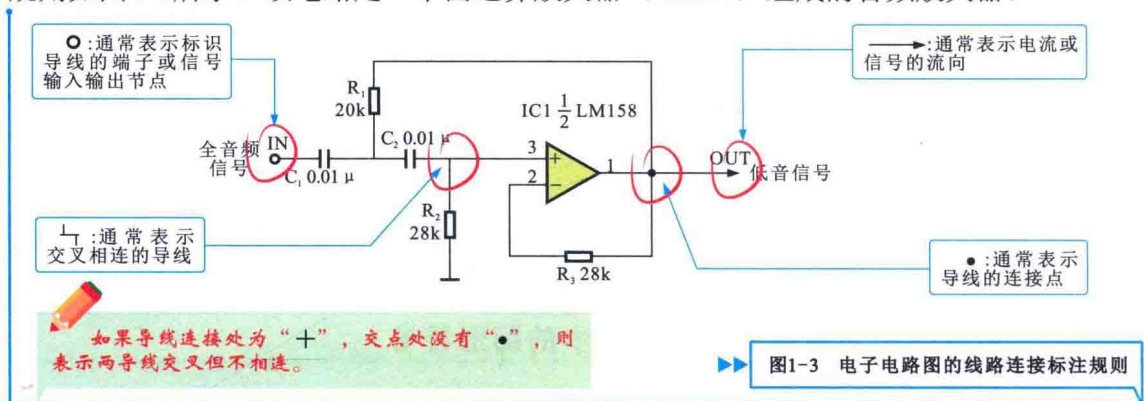 ○:通常表示标识
导线的端子或信号
输入输出节点
→:通常表示电流或
信号的流向
R₁
20k
IC1 1/2 LM158
全音频
信号
IN
C₁ 0.01 μ
C₂ 0.01 μ
3
+
2
−
1
OUT
低音信号
R₂
28k
R₃ 28k
:通常表示
交叉相连的导线
•:通常表示
导线的连接点
如果导线连接处为“+”，交点处没有“•”，则
表示两导线交叉但不相连。
图1-3 电子电路图的线路连接标注规则